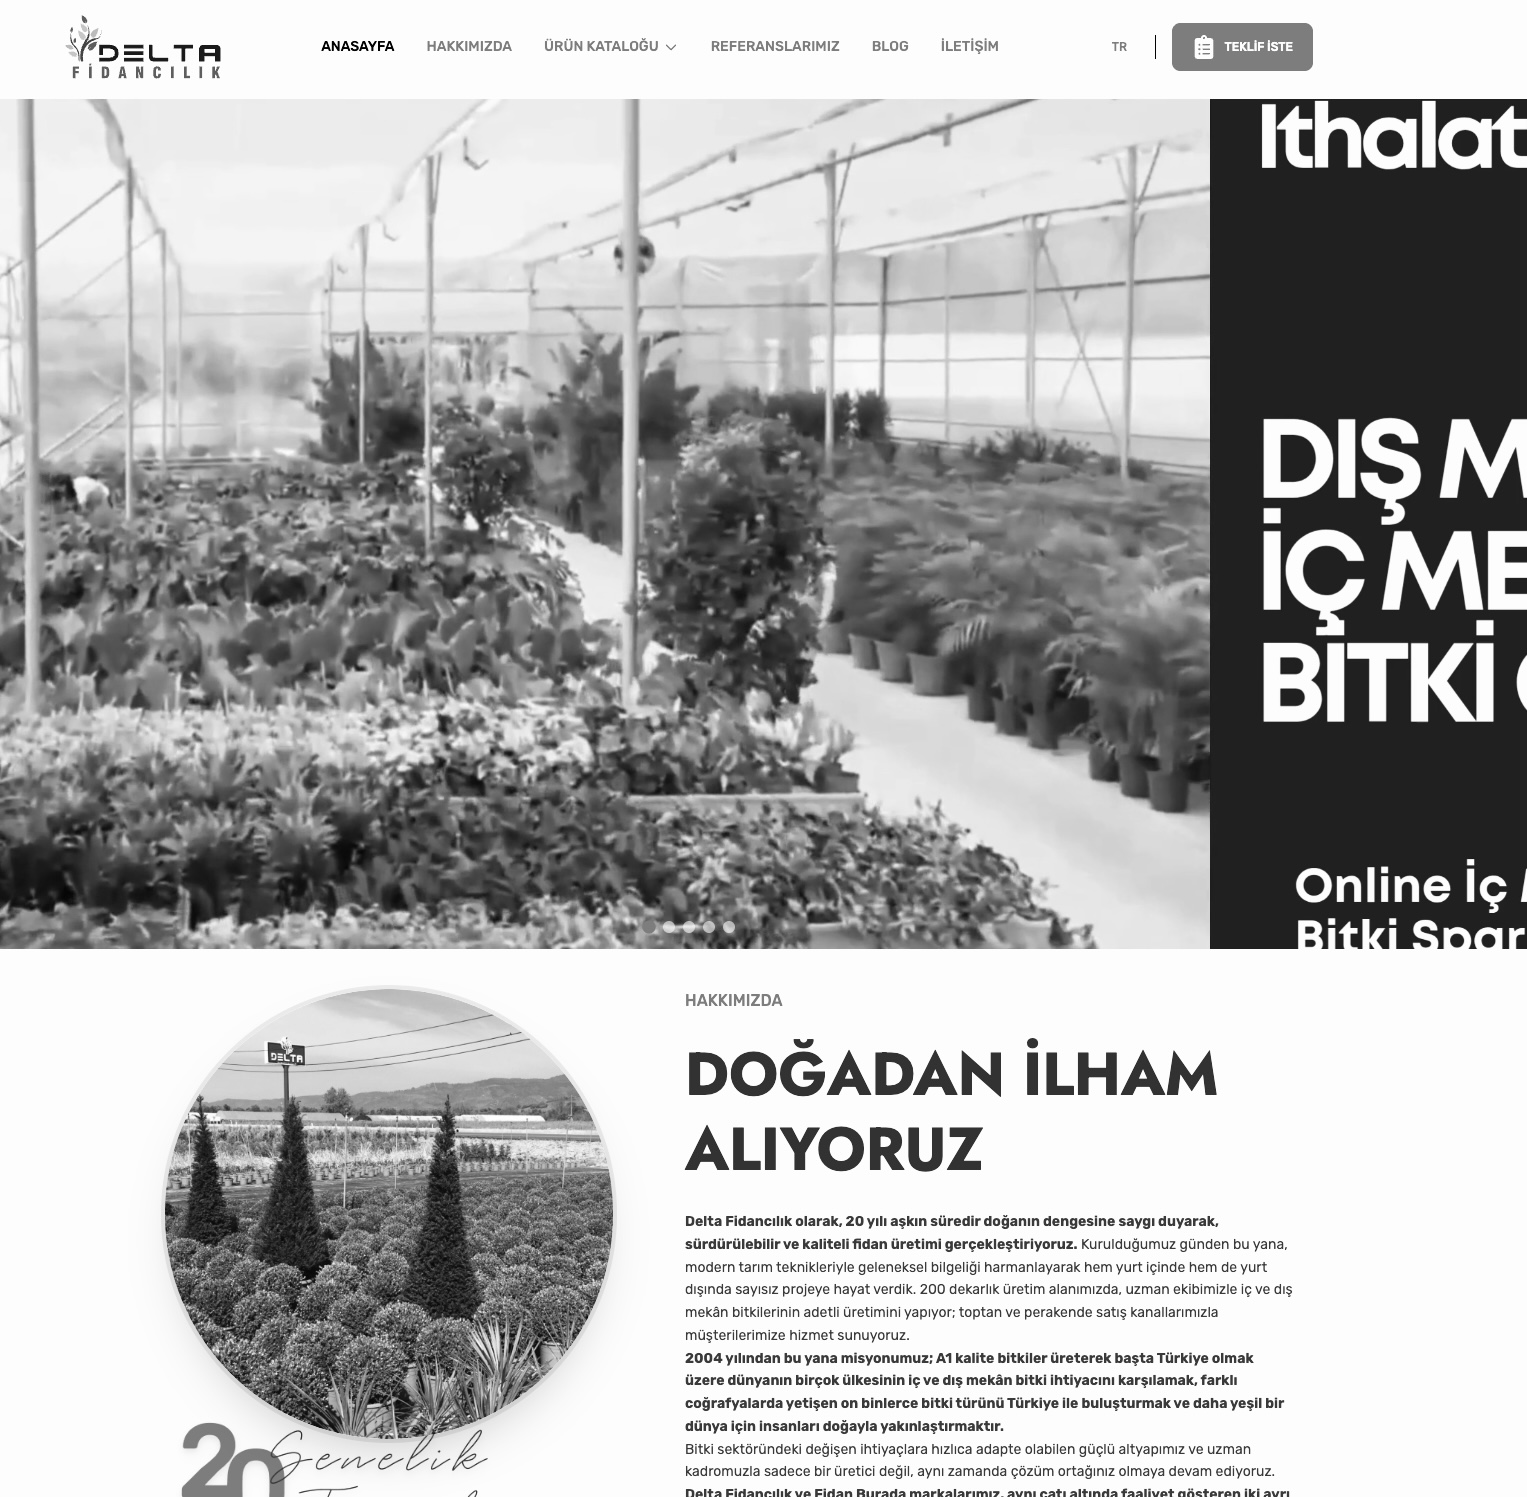 DELTA
FİDANCILIK
ANASAYFA
HAKKIMIZDA
ÜRÜN KATALOĞU
REFERANSLARIMIZ
BLOG
İLETİŞİM
TR
TEKLİF İSTE
Ithalat
DIŞ M
İÇ ME
BİTKİ
Online İç
Bitki Spar
DELTA
20
Senelik
HAKKIMIZDA
DOĞADAN İLHAM
ALIYORUZ
Delta Fidancılık olarak, 20 yılı aşkın süredir doğanın dengesine saygı duyarak,
sürdürülebilir ve kaliteli fidan üretimi gerçekleştiriyoruz. Kurulduğumuz günden bu yana,
modern tarım teknikleriyle geleneksel bilgeliği harmanlayarak hem yurt içinde hem de yurt
dışında sayısız projeye hayat verdik. 200 dekarlık üretim alanımızda, uzman ekibimizle iç ve dış
mekân bitkilerinin adetli üretimini yapıyor; toptan ve perakende satış kanallarımızla
müşterilerimize hizmet sunuyoruz.
2004 yılından bu yana misyonumuz; A1 kalite bitkiler üreterek başta Türkiye olmak
üzere dünyanın birçok ülkesinin iç ve dış mekân bitki ihtiyacını karşılamak, farklı
coğrafyalarda yetişen on binlerce bitki türünü Türkiye ile buluşturmak ve daha yeşil bir
dünya için insanları doğayla yakınlaştırmaktır.
Bitki sektöründeki değişen ihtiyaçlara hızlıca adapte olabilen güçlü altyapımız ve uzman
kadromuzla sadece bir üretici değil, aynı zamanda çözüm ortağınız olmaya devam ediyoruz.
Delta Fidancılık ve Fidan Burada markalarımız, aynı çatı altında faaliyet gösteren iki ayrı